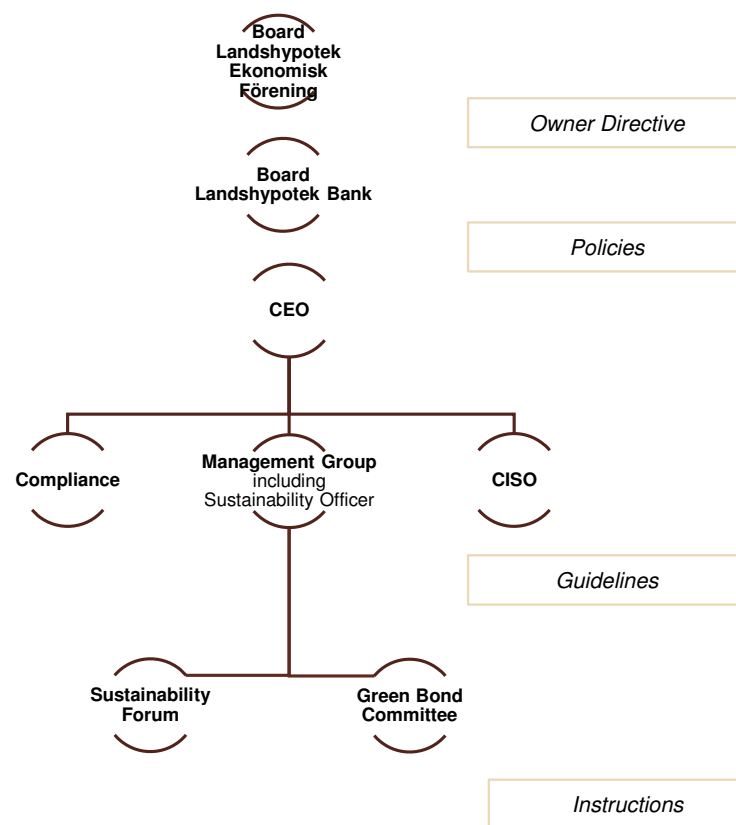 Board
Landshypotek
Ekonomisk
Förening
Owner Directive
Board
Landshypotek Bank
Policies
CEO
Compliance
Management Group
including
Sustainability Officer
CISO
Guidelines
Sustainability
Forum
Green Bond
Committee
Instructions